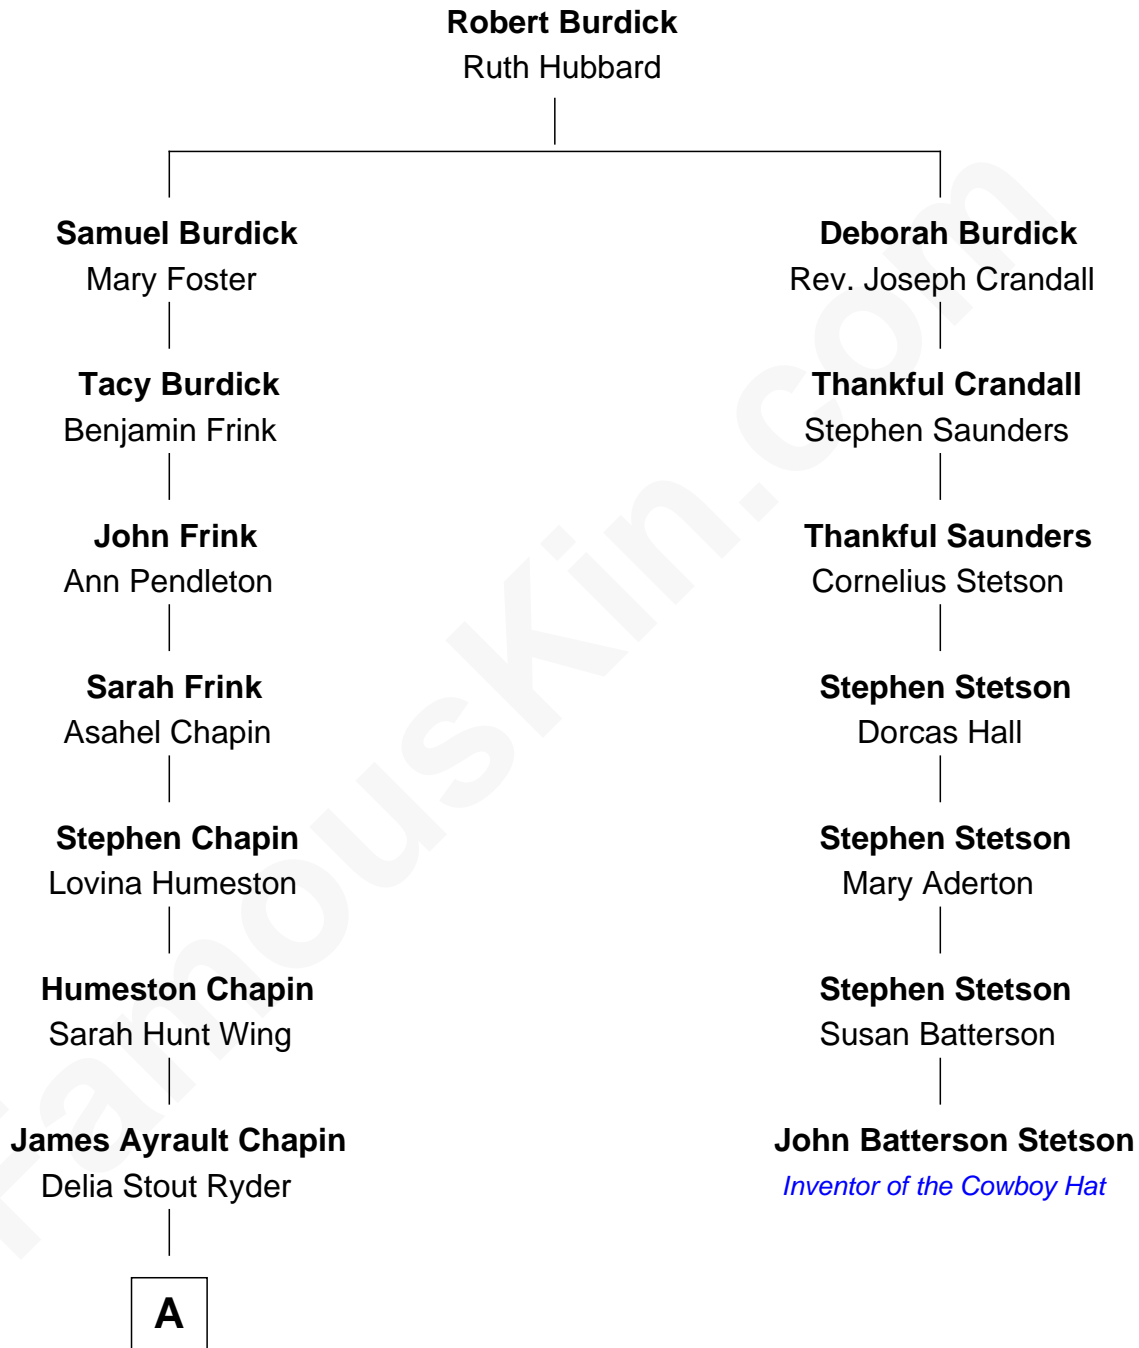 Robert Burdick
Ruth Hubbard
Samuel Burdick
Mary Foster
Tacy Burdick
Benjamin Frink
John Frink
Ann Pendleton
Sarah Frink
Asahel Chapin
Stephen Chapin
Lovina Humeston
Humeston Chapin
Sarah Hunt Wing
James Ayrault Chapin
Delia Stout Ryder
A
Deborah Burdick
Rev. Joseph Crandall
Thankful Crandall
Stephen Saunders
Thankful Saunders
Cornelius Stetson
Stephen Stetson
Dorcas Hall
Stephen Stetson
Mary Aderton
Stephen Stetson
Susan Batterson
John Batterson Stetson
Inventor of the Cowboy Hat
FamousKin.com